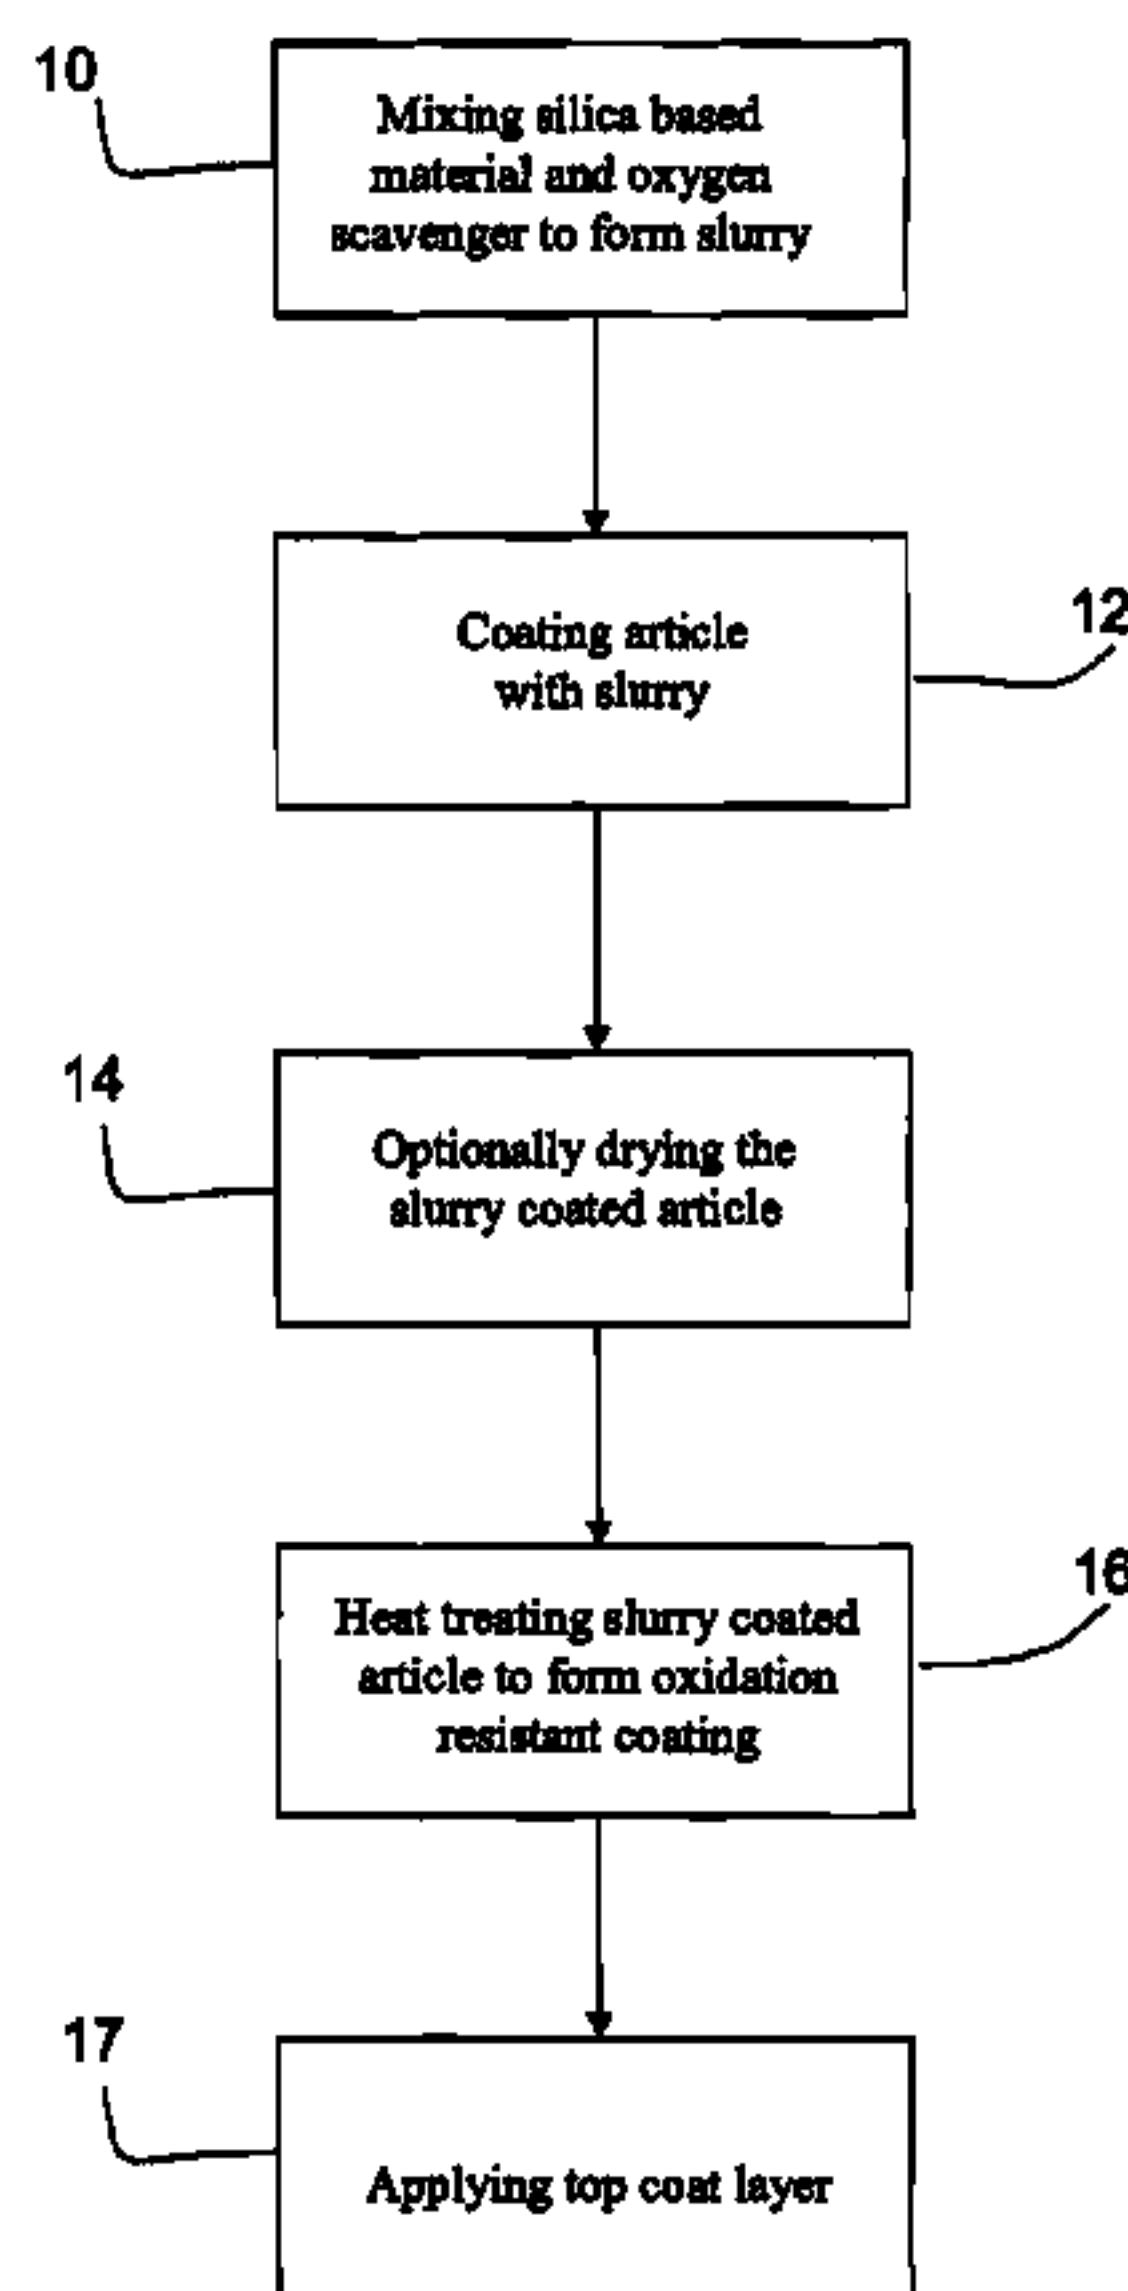 10
Mixing silica based
material and oxygen
scavenger to form slurry
Coating article
with slurry
12
14
Optionally drying the
slurry coated article
Heat treating slurry coated
article to form oxidation
resistant coating
16
17
Applying top coat layer